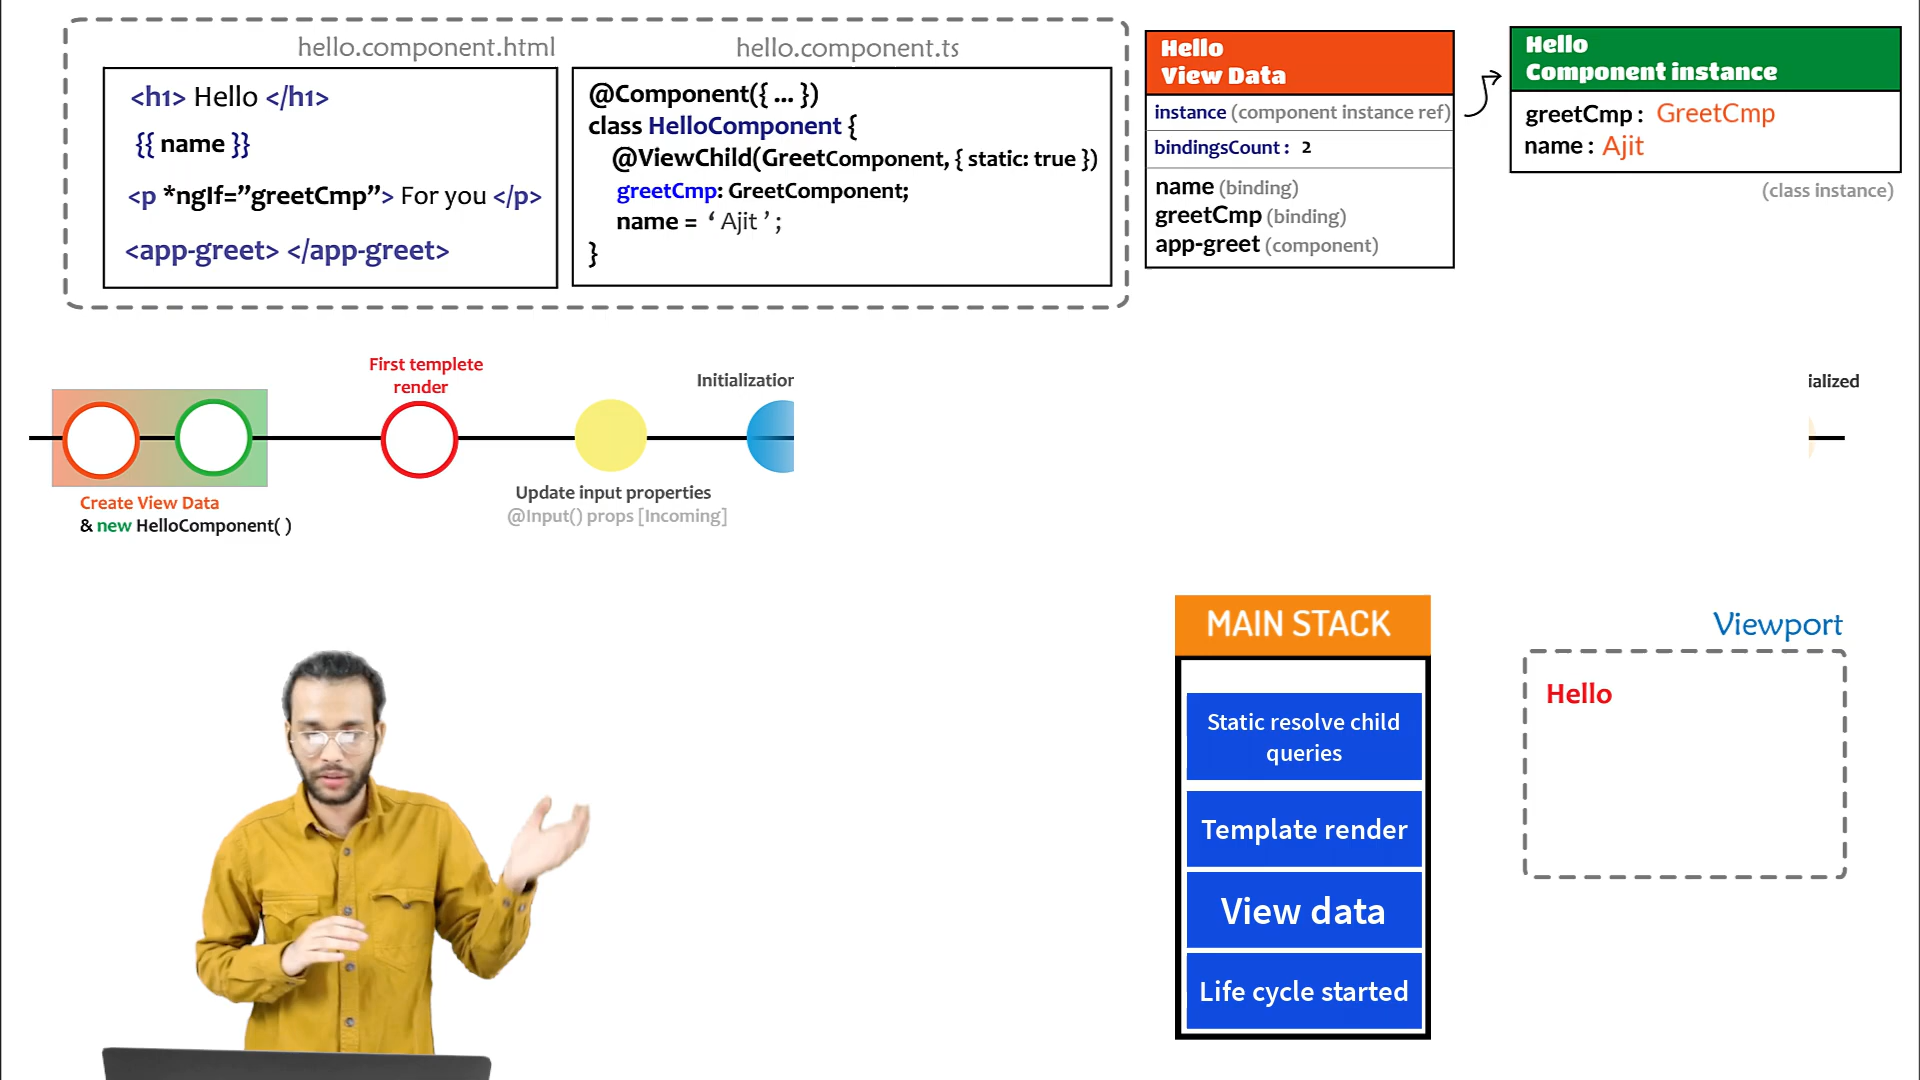 hello.component.html
<h1> Hello </h1>
{{ name }}
<p *ngIf=”greetCmp”> For you </p>
<app-greet> </app-greet>
hello.component.ts
@Component({ ... })
class HelloComponent {
@ViewChild(GreetComponent, { static: true })
greetCmp: GreetComponent;
name = ‘ Ajit ’ ;
}
Hello
View Data
instance (component instance ref)
bindingsCount : 2
name (binding)
greetCmp (binding)
app-greet (component)
Hello
Component instance
greetCmp : GreetCmp
name : Ajit
(class instance)
First templete
render
Initialization
ialized
Create View Data
& new HelloComponent( )
Update input properties
@Input() props [Incoming]
MAIN STACK
Static resolve child
queries
Template render
View data
Life cycle started
Viewport
Hello